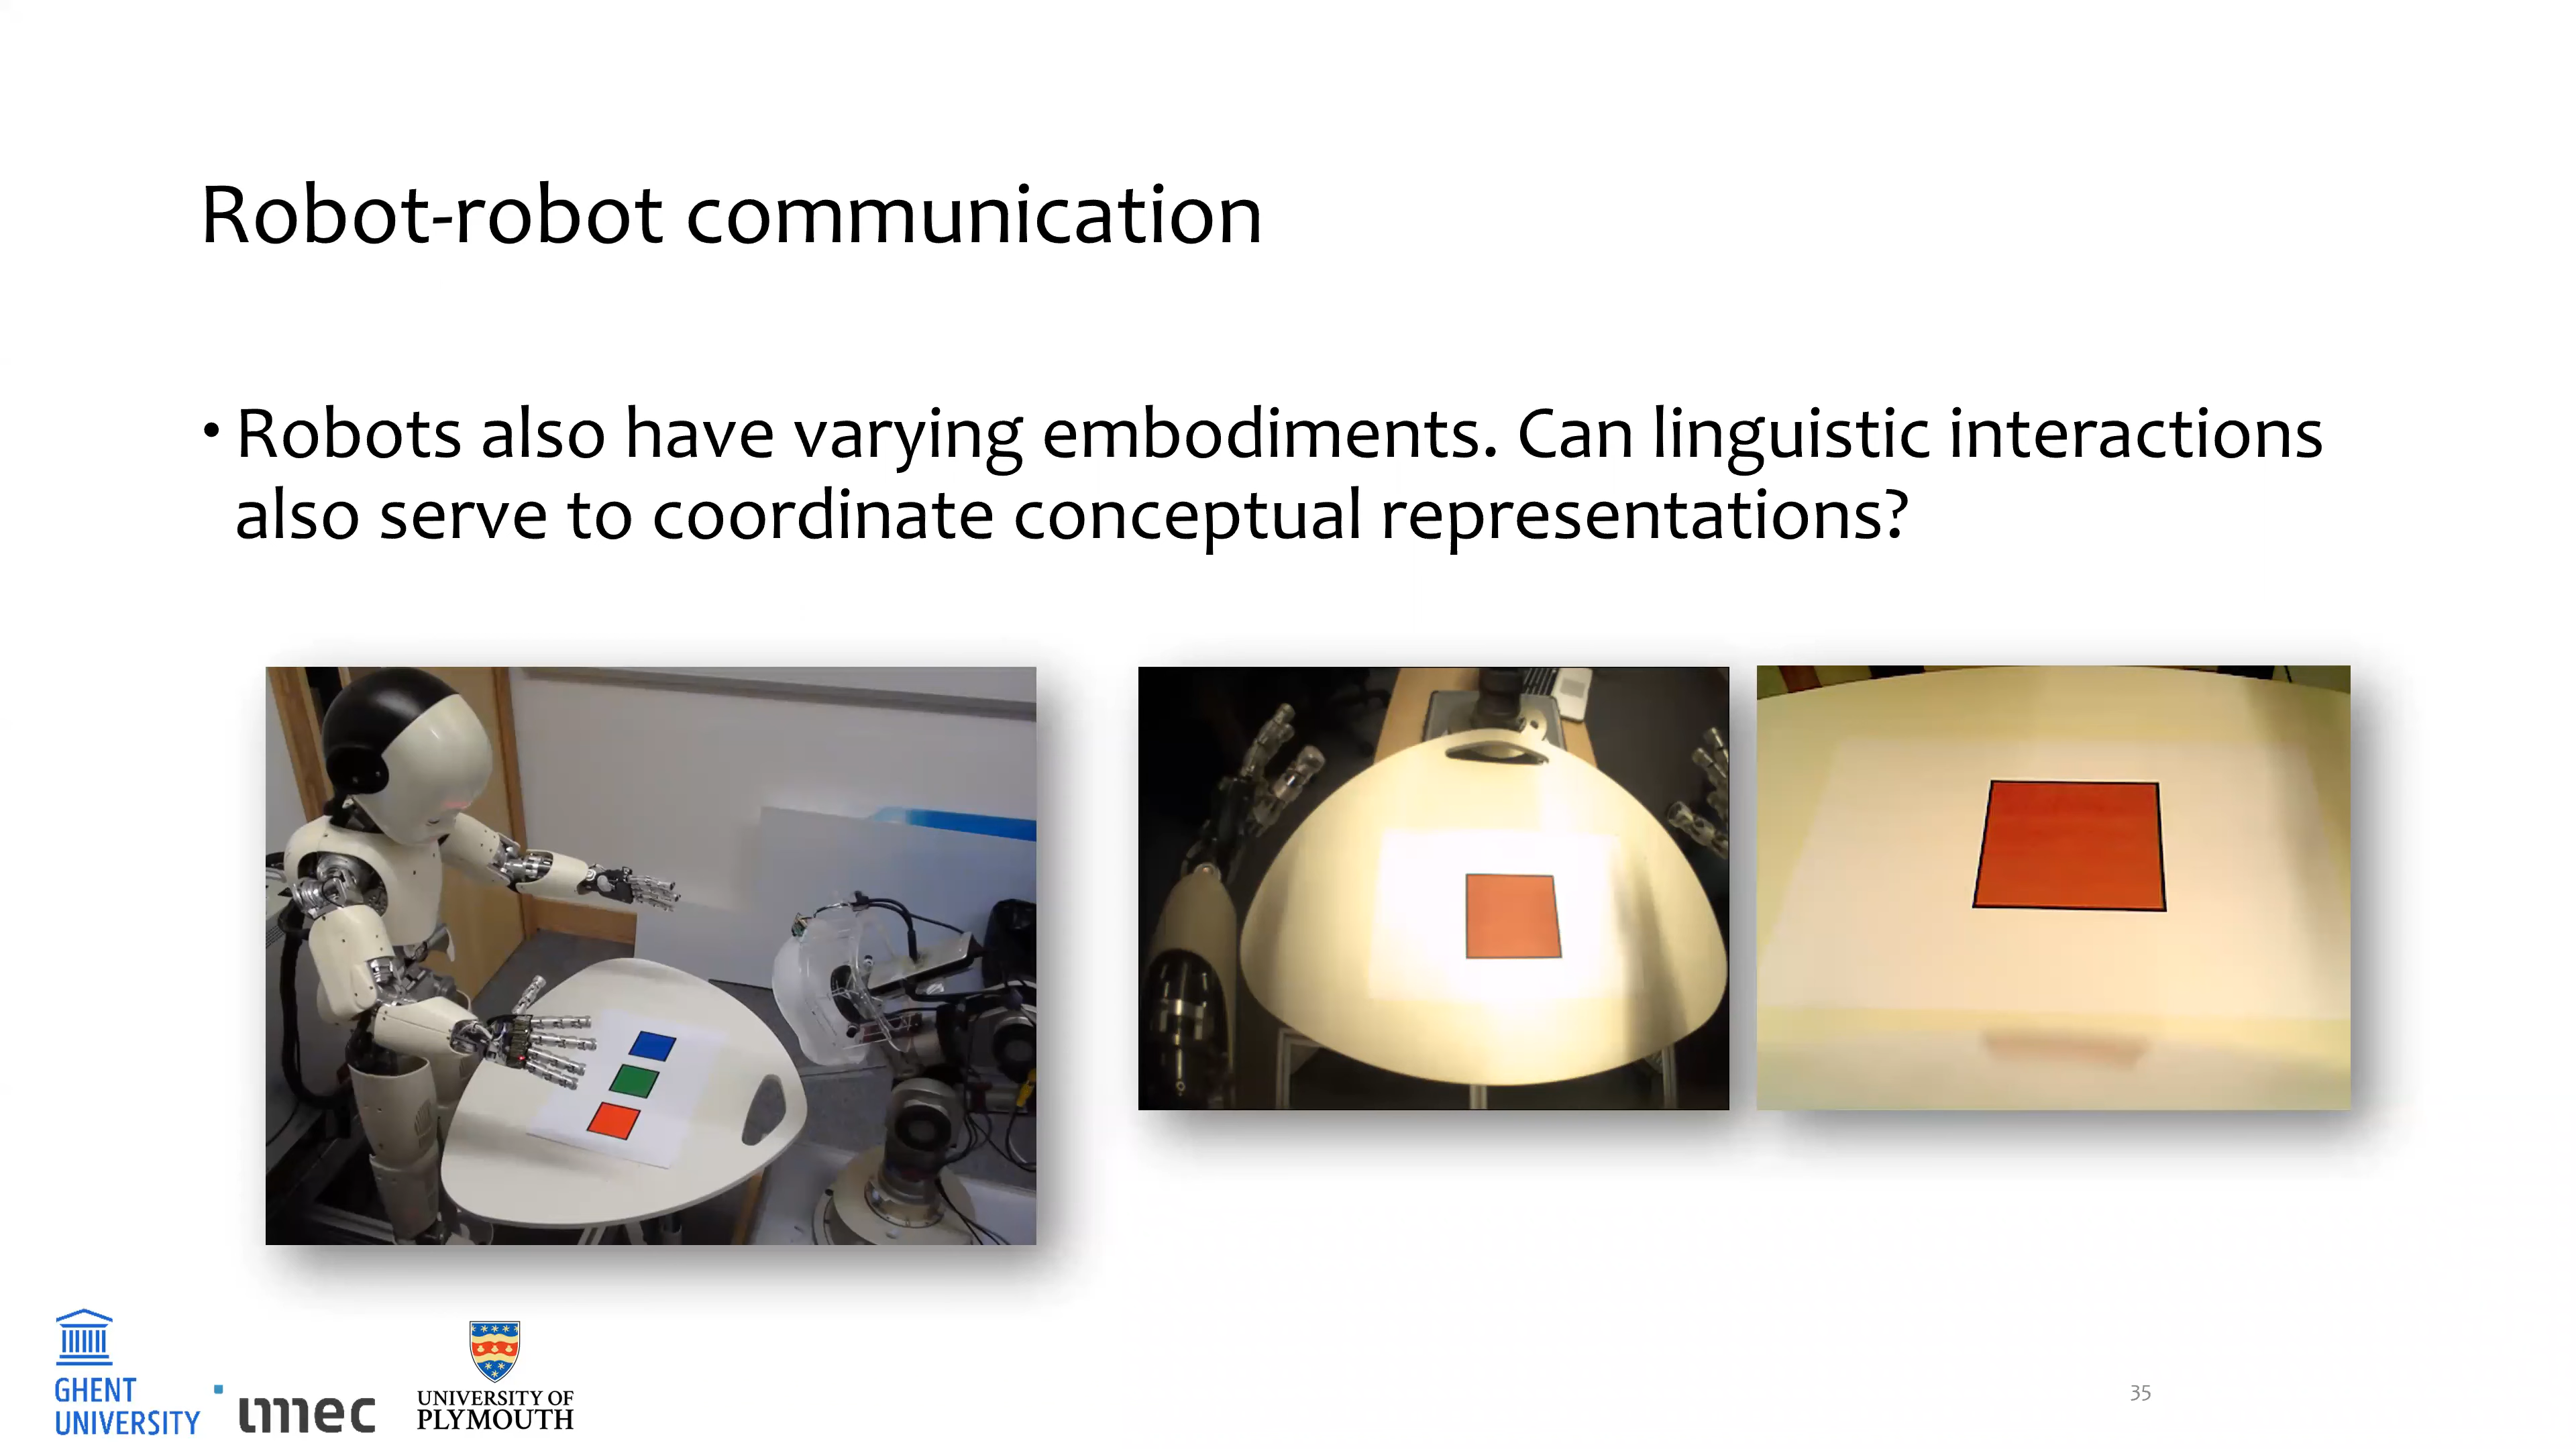 Robot-robot communication
• Robots also have varying embodiments. Can linguistic interactions
also serve to coordinate conceptual representations?
GHENT
UNIVERSITY
imec
UNIVERSITY OF
PLYMOUTH
35